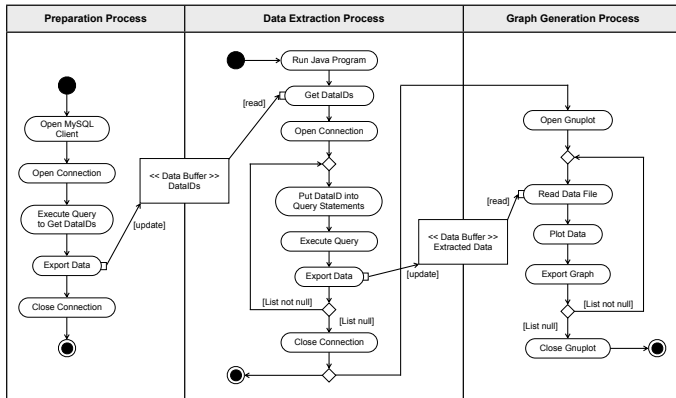 Preparation Process
Data Extraction Process
Graph Generation Process
Open MySQL
Client
Open Connection
Execute Query
to Get DataIDs
Export Data
Close Connection
[update]
<< Data Buffer >>
DataIDs
[read]
Run Java Program
Get DataIDs
Open Connection
Put DataID into
Query Statements
Execute Query
Export Data
[List not null]
[List null]
Close Connection
[update]
<< Data Buffer >>
Extracted Data
[read]
Open Gnuplot
Read Data File
Plot Data
Export Graph
[List not null]
[List null]
Close Gnuplot